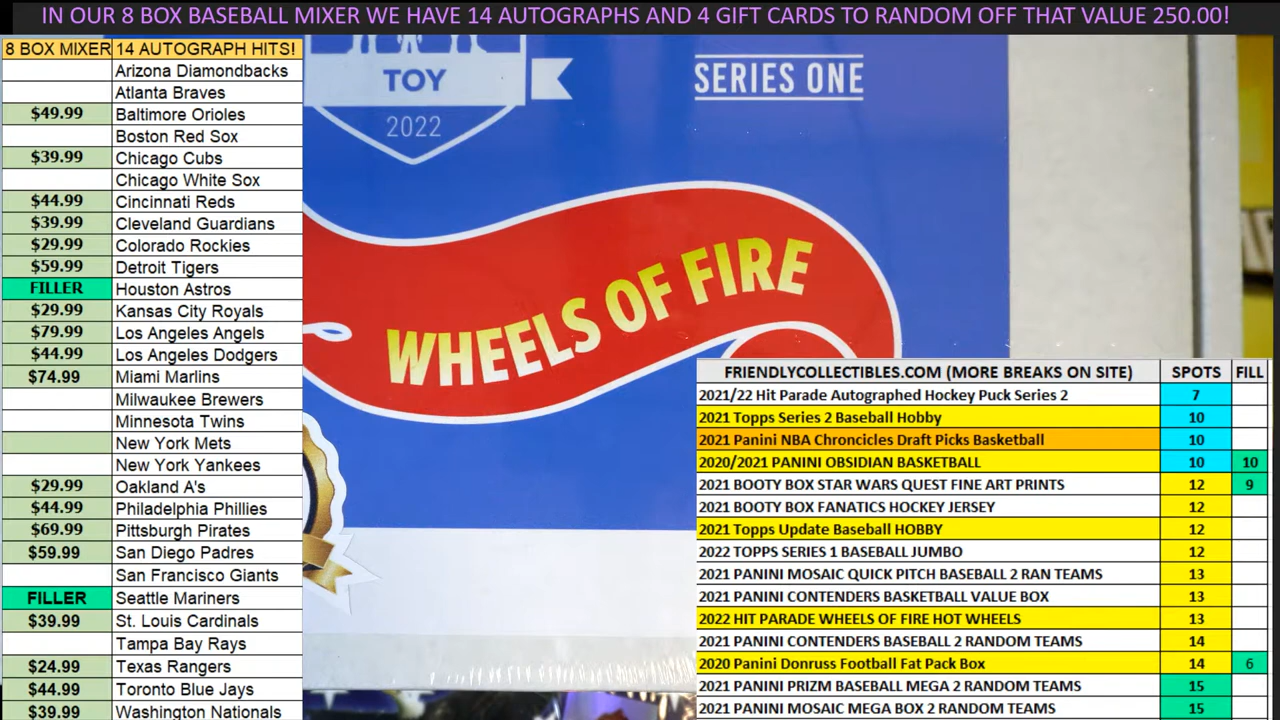 IN OUR 8 BOX BASEBALL MIXER WE HAVE 14 AUTOGRAPHS AND 4 GIFT CARDS TO RANDOM OFF THAT VALUE 250.00!
8 BOX MIXER 14 AUTOGRAPH HITS!
Arizona Diamondbacks
Atlanta Braves
$49.99 Baltimore Orioles
Boston Red Sox
$39.99 Chicago Cubs
Chicago White Sox
$44.99 Cincinnati Reds
$39.99 Cleveland Guardians
$29.99 Colorado Rockies
$59.99 Detroit Tigers
FILLER Houston Astros
$29.99 Kansas City Royals
$79.99 Los Angeles Angels
$44.99 Los Angeles Dodgers
$74.99 Miami Marlins
Milwaukee Brewers
Minnesota Twins
New York Mets
New York Yankees
$29.99 Oakland A's
$44.99 Philadelphia Phillies
$69.99 Pittsburgh Pirates
$59.99 San Diego Padres
San Francisco Giants
FILLER Seattle Mariners
$39.99 St. Louis Cardinals
Tampa Bay Rays
$24.99 Texas Rangers
$44.99 Toronto Blue Jays
$39.99 Washington Nationals
TOY
2022
SERIES ONE
WHEELS OF FIRE
FRIENDLYCOLLECTIBLES.COM (MORE BREAKS ON SITE) SPOTS FILL
2021/22 Hit Parade Autographed Hockey Puck Series 2 7
2021 Topps Series 2 Baseball Hobby 10
2021 Panini NBA Chroncicles Draft Picks Basketball 10
2020/2021 PANINI OBSIDIAN BASKETBALL 10 10
2021 BOOTY BOX STAR WARS QUEST FINE ART PRINTS 12 9
2021 BOOTY BOX FANATICS HOCKEY JERSEY 12
2021 Topps Update Baseball HOBBY 12
2022 TOPPS SERIES 1 BASEBALL JUMBO 12
2021 PANINI MOSAIC QUICK PITCH BASEBALL 2 RAN TEAMS 13
2021 PANINI CONTENDERS BASKETBALL VALUE BOX 13
2022 HIT PARADE WHEELS OF FIRE HOT WHEELS 13
2021 PANINI CONTENDERS BASEBALL 2 RANDOM TEAMS 14
2020 Panini Donruss Football Fat Pack Box 14 6
2021 PANINI PRIZM BASEBALL MEGA 2 RANDOM TEAMS 15
2021 PANINI MOSAIC MEGA BOX 2 RANDOM TEAMS 15